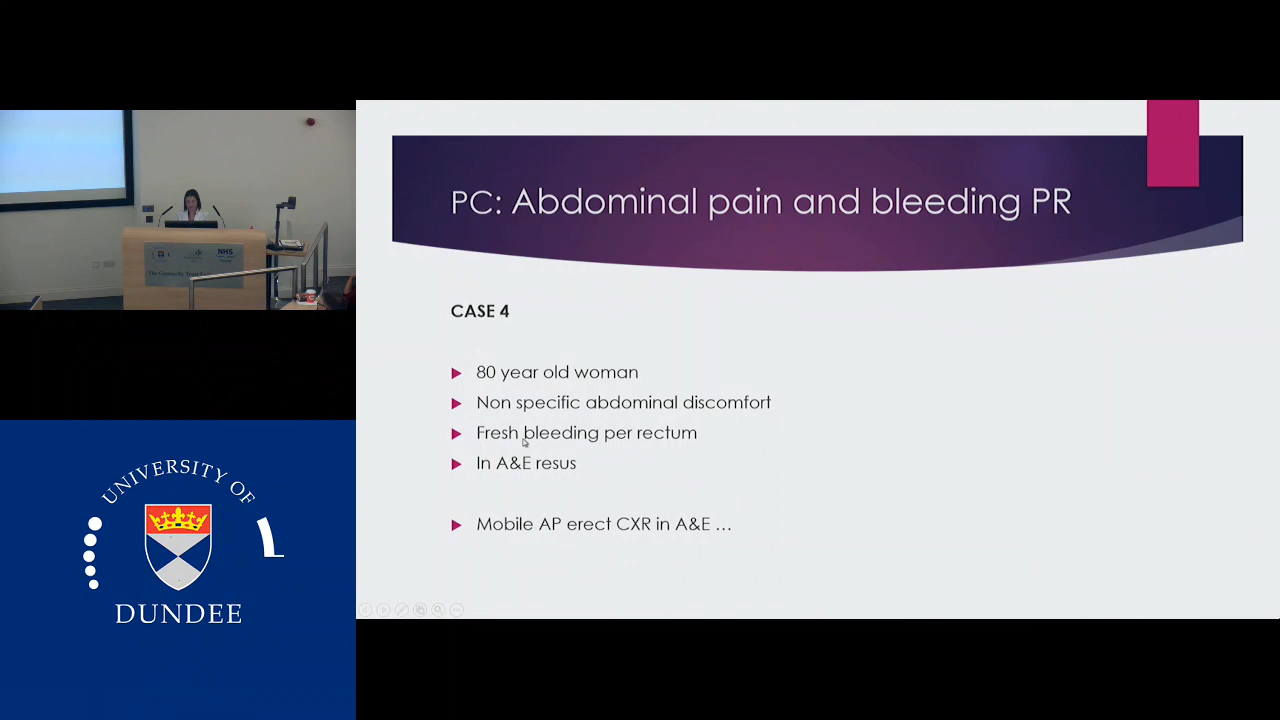 PC: Abdominal pain and bleeding PR
CASE 4
80 year old woman
Non specific abdominal discomfort
Fresh bleeding per rectum
In A&E resus
Mobile AP erect CXR in A&E …
NHS
UNIVERSITY OF
DUNDEE